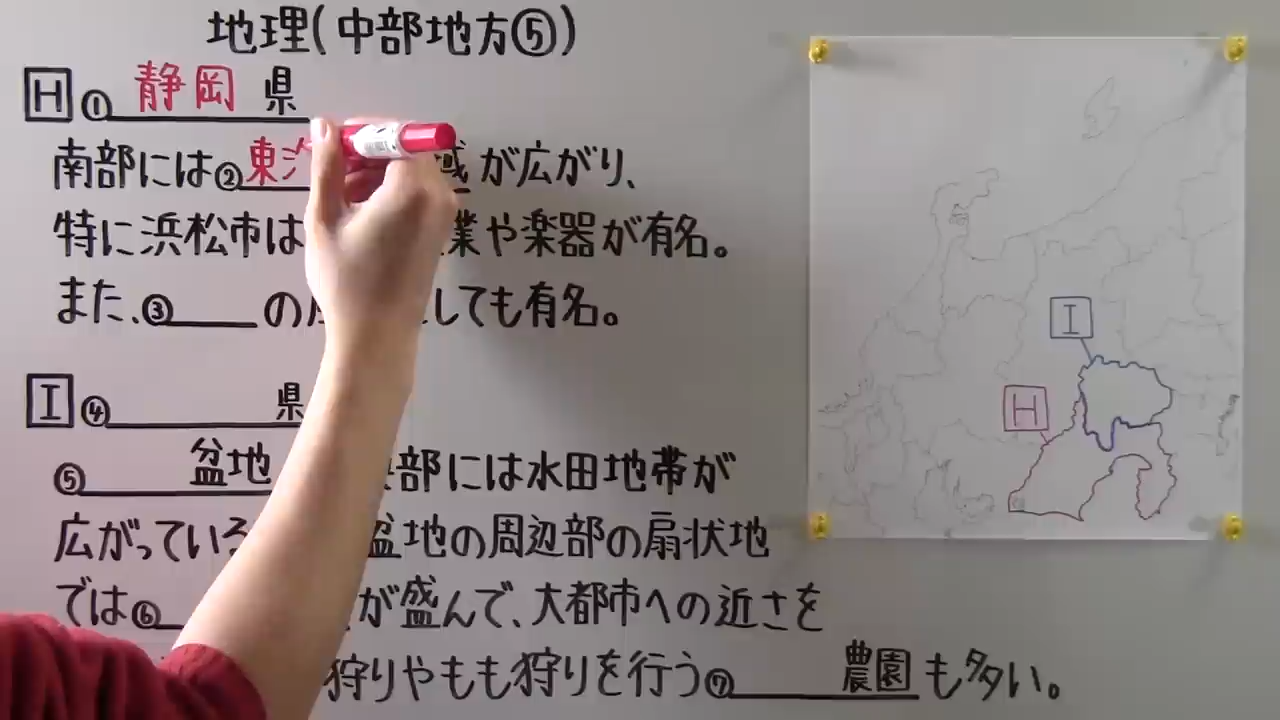 地理(中部地方⑤)
H ① 静岡 県
南部には② 東 域 が広がり、
特に浜松市は 業や楽器が有名。
また、③ の しても有名。
I ④ 県
⑤ 盆地 部には水田地帯が
広がっている 盆地の周辺部の扇状地
では⑥ が盛んで、大都市への近さを
狩りやもも狩りを行う⑦ 農園 も多い。
I
H